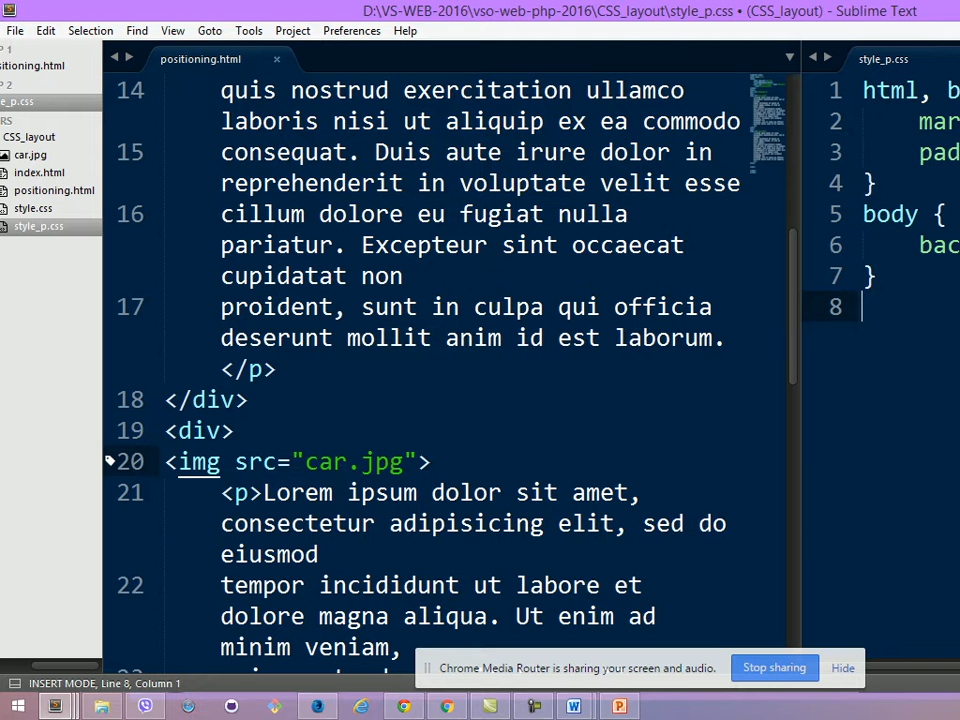 D:\VS-WEB-2016\vso-web-php-2016\CSS_layout\style_p.css • (CSS_layout) - Sublime Text
File Edit Selection Find View Goto Tools Project Preferences Help
P 1
sitioning.html
P 2
e_p.css
RS
CSS_layout
car.jpg
index.html
positioning.html
style.css
style_p.css
positioning.html ×
14 quis nostrud exercitation ullamco
laboris nisi ut aliquip ex ea commodo
15 consequat. Duis aute irure dolor in
reprehenderit in voluptate velit esse
16 cillum dolore eu fugiat nulla
pariatur. Excepteur sint occaecat
cupidatat non
17 proident, sunt in culpa qui officia
deserunt mollit anim id est laborum.
</p>
18 </div>
19 <div>
20 <img src="car.jpg">
21 <p>Lorem ipsum dolor sit amet,
consectetur adipisicing elit, sed do
eiusmod
22 tempor incididunt ut labore et
dolore magna aliqua. Ut enim ad
minim veniam,
style_p.css
1 html, b
2 mar
3 pad
4 }
5 body {
6 bac
7 }
8
Chrome Media Router is sharing your screen and audio. Stop sharing Hide
INSERT MODE, Line 8, Column 1